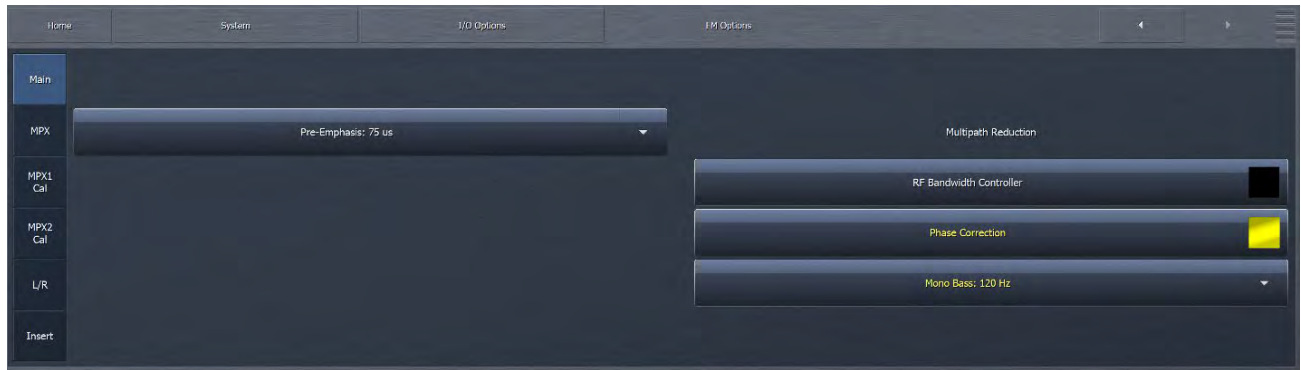 Home
System
I/O Options
FM Options
Main
MPX
MPX1
Cal
MPX2
Cal
L/R
Insert
Pre-Emphasis: 75 us
Multipath Reduction
RF Bandwidth Controller
Phase Correction
Mono Bass: 120 Hz